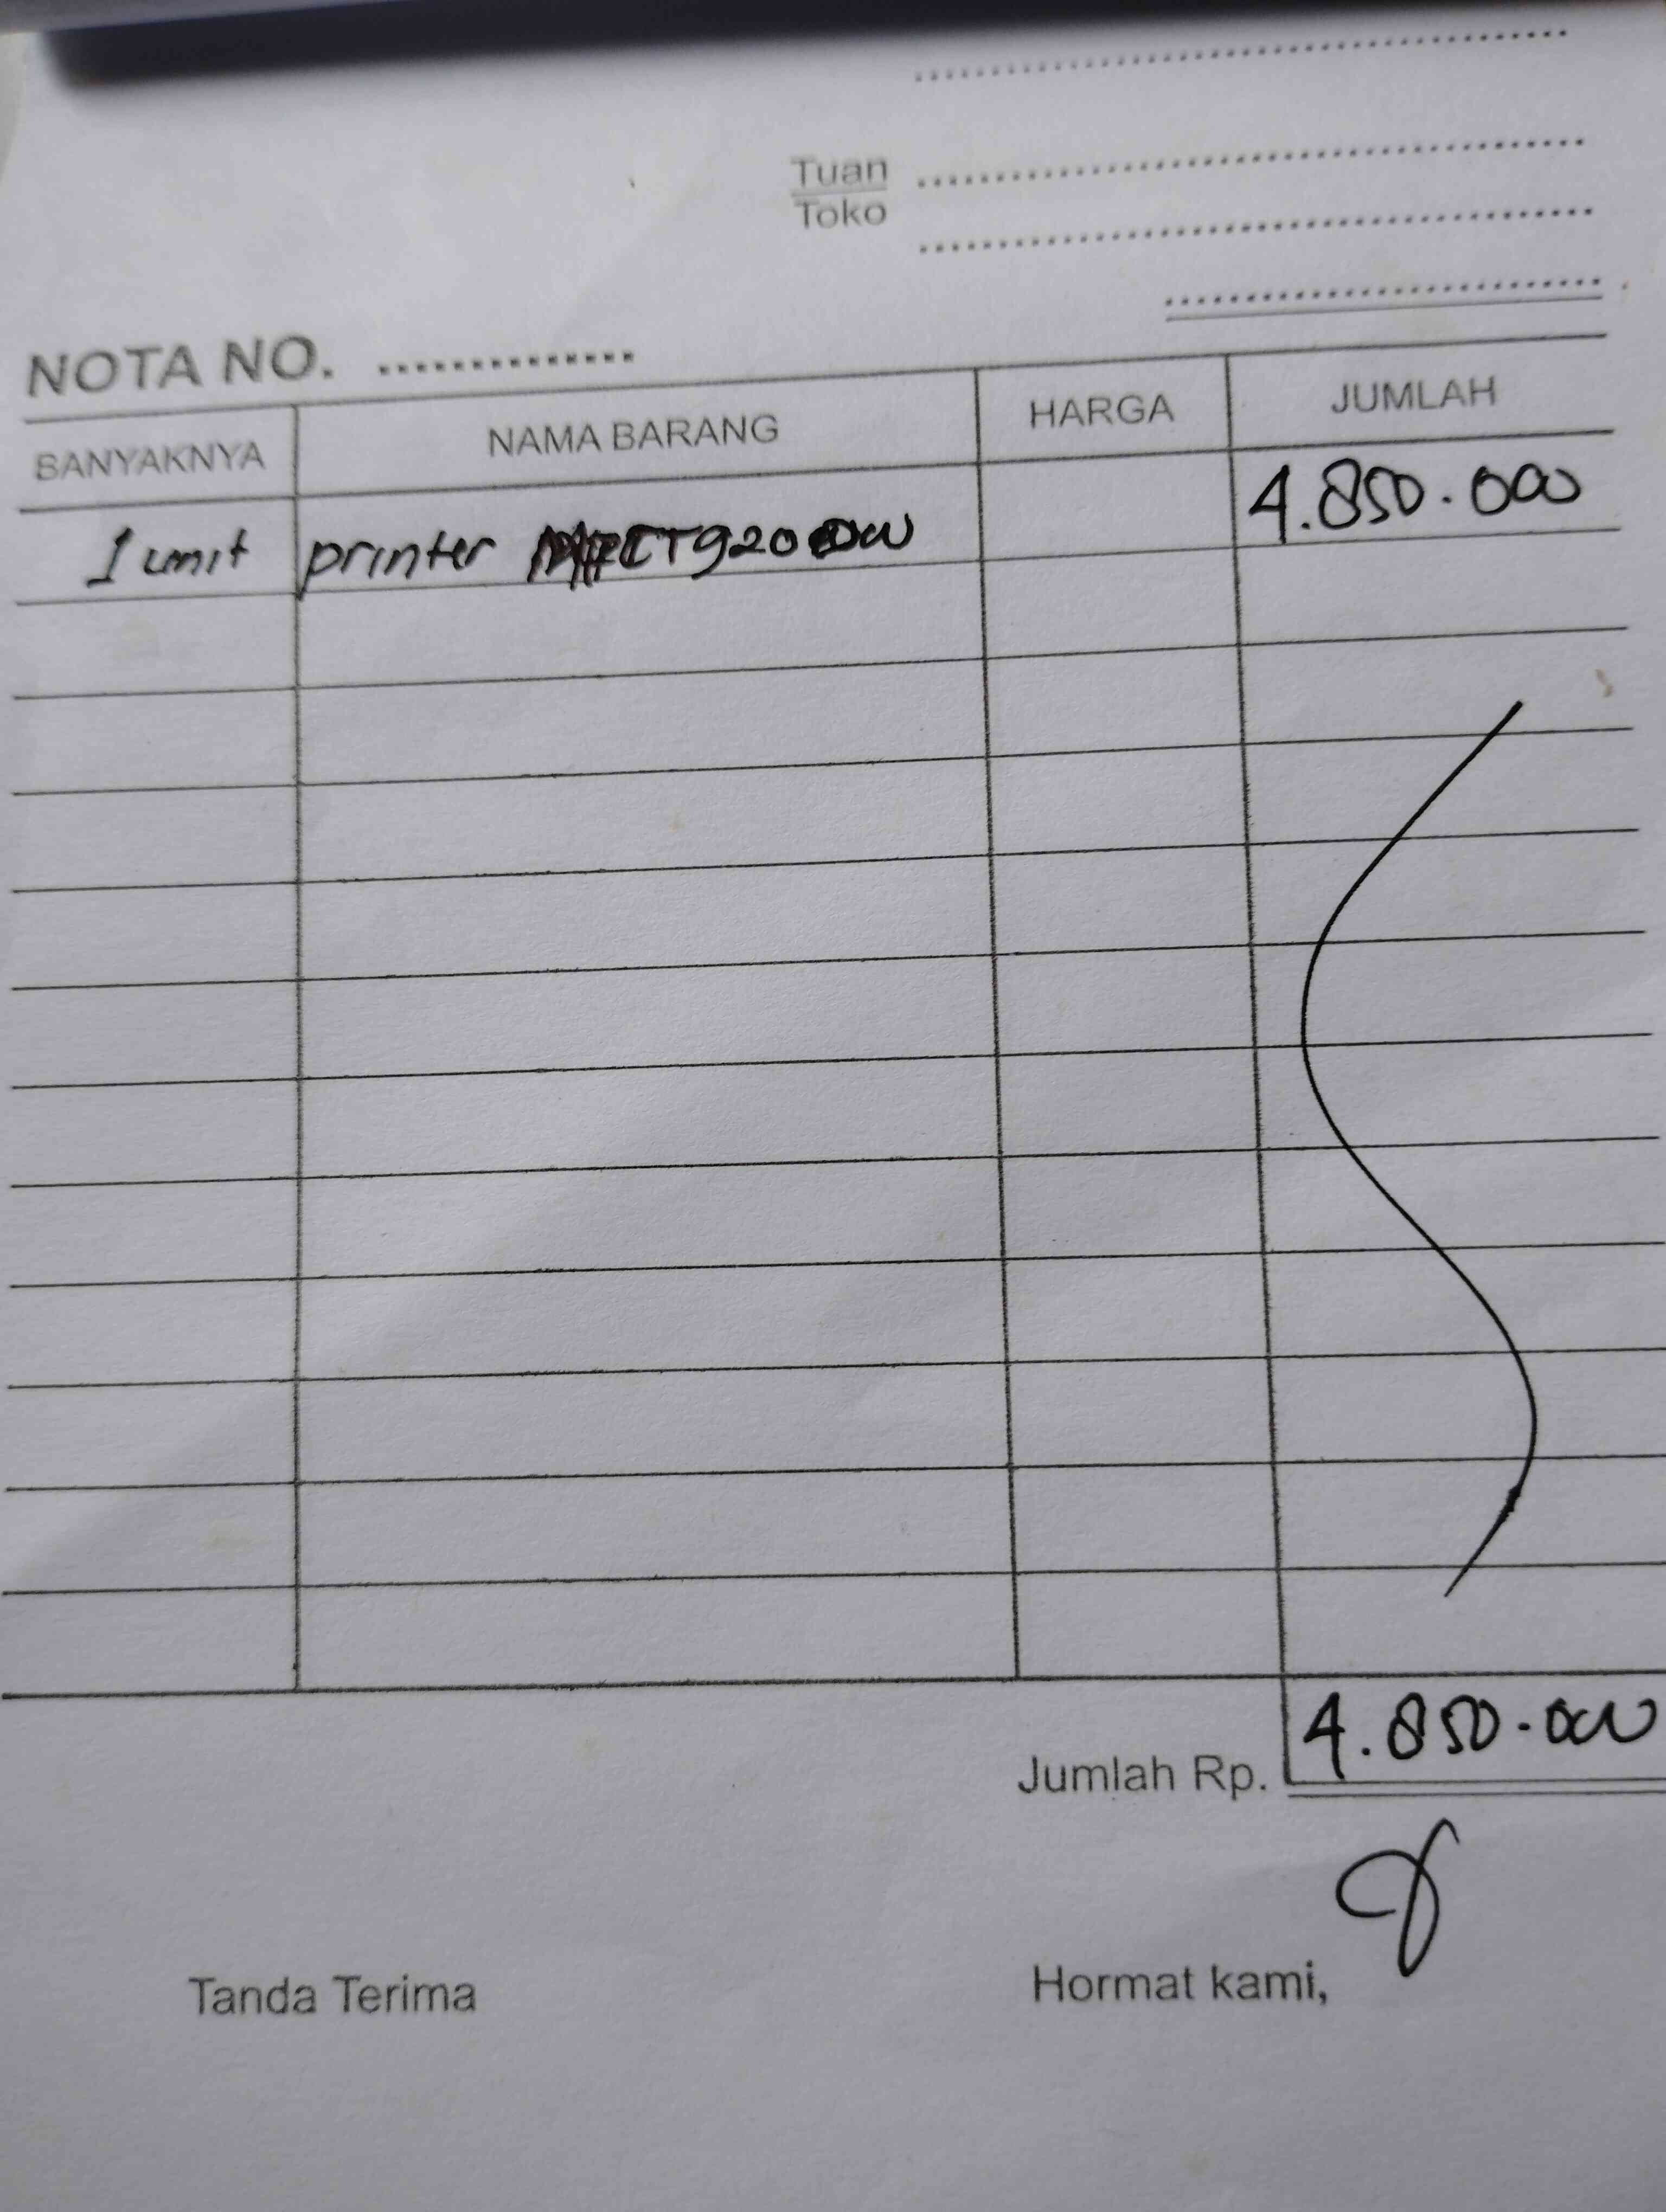 Tuan
Toko
NOTA NO. ..............
BANYAKNYA NAMA BARANG HARGA JUMLAH
1 unit printer 4.850.000
Jumlah Rp. 4.850.000
Tanda Terima Hormat kami,